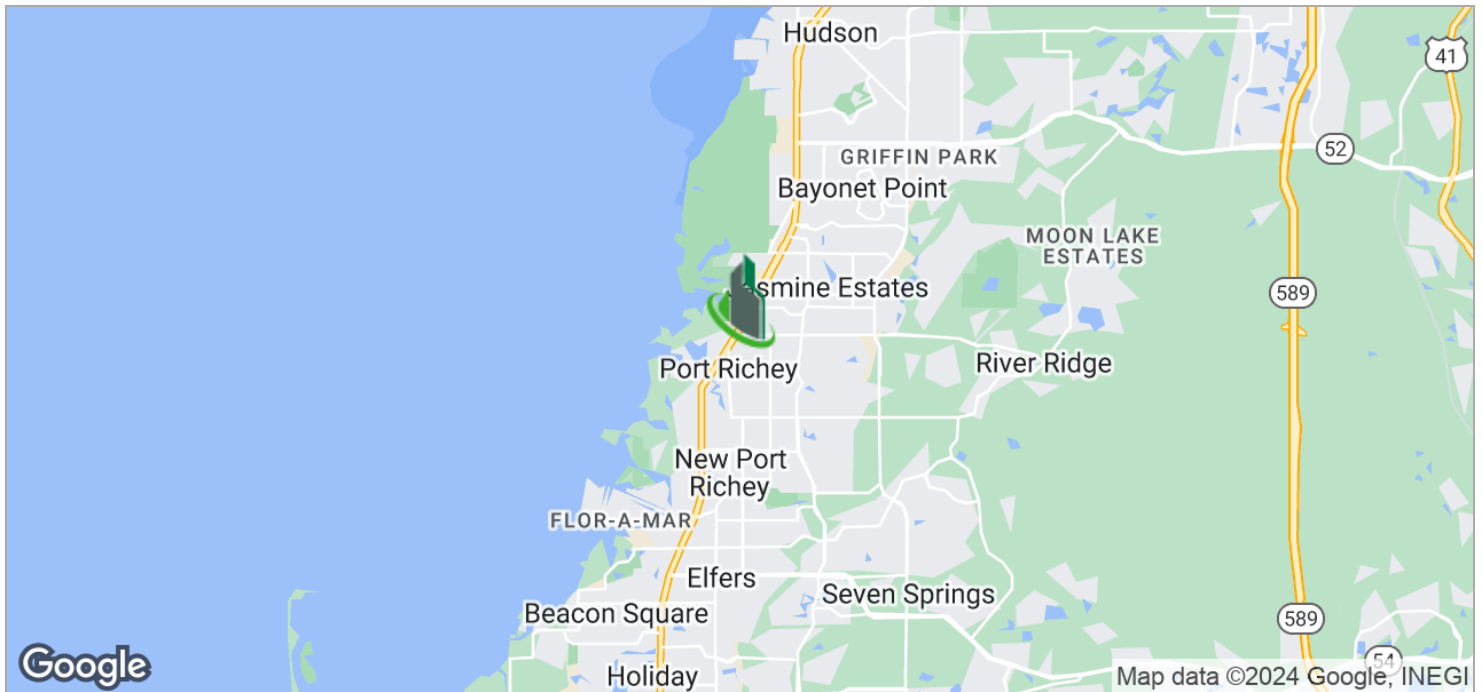 Hudson
41
52
GRIFFIN PARK
Bayonet Point
MOON LAKE
ESTATES
Jasmine Estates
589
Port Richey
River Ridge
New Port
Richey
FLOR-A-MAR
Elfers
Seven Springs
Beacon Square
589
Holiday
54
Google
Map data ©2024 Google, INEGI